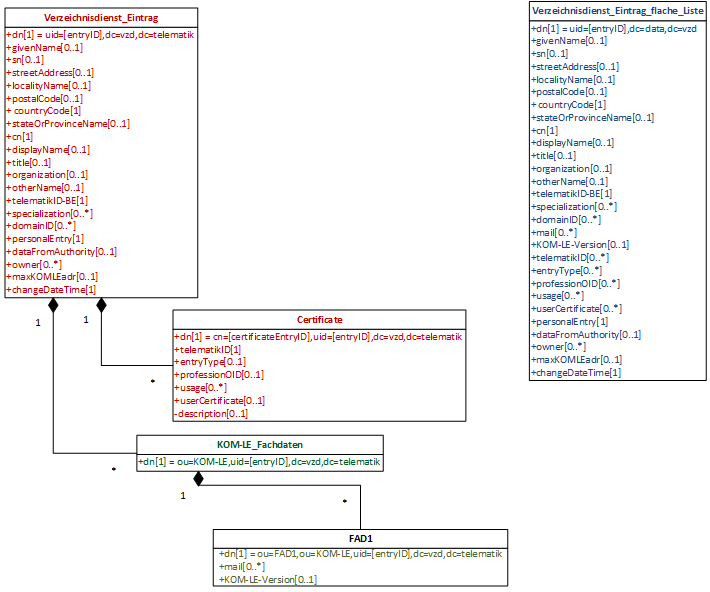 Verzeichnisdienst_Eintrag
+dn[1] = uid=[entryID],dc=vzd,dc=telematik
+givenName[0..1]
+sn[0..1]
+streetAddress[0..1]
+localityName[0..1]
+postalCode[0..1]
+ countryCode[1]
+stateOrProvinceName[0..1]
+cn[1]
+displayName[0..1]
+title[0..1]
+organization[0..1]
+otherName[0..1]
+telematikID-BE[1]
+specialization[0..*]
+domainID[0..*]
+personalEntry[1]
+dataFromAuthority[0..1]
+owner[0..*]
+maxKOMLEadr[0..1]
+changeDateTime[1]
1
1
*
*
Certificate
+dn[1] = cn=[certificateEntryID],uid=[entryID],dc=vzd,dc=telematik
+telematikID[1]
+entryType[0..1]
+professionOID[0..1]
+usage[0..*]
+userCertificate[0..1]
-description[0..1]
KOM-LE_Fachdaten
+dn[1] = ou=KOM-LE,uid=[entryID],dc=vzd,dc=telematik
1
*
FAD1
+dn[1] = ou=FAD1,ou=KOM-LE,uid=[entryID],dc=vzd,dc=telematik
+mail[0..*]
+KOM-LE-Version[0..1]
Verzeichnisdienst_Eintrag_flache_Liste
+dn[1] = uid=[entryID],dc=data,dc=vzd
+givenName[0..1]
+sn[0..1]
+streetAddress[0..1]
+localityName[0..1]
+postalCode[0..1]
+ countryCode[1]
+stateOrProvinceName[0..1]
+cn[1]
+displayName[0..1]
+title[0..1]
+organization[0..1]
+otherName[0..1]
+telematikID-BE[1]
+specialization[0..*]
+domainID[0..*]
+mail[0..*]
+KOM-LE-Version[0..1]
+telematikID[0..*]
+entryType[0..*]
+professionOID[0..*]
+usage[0..*]
+userCertificate[0..*]
+personalEntry[1]
+dataFromAuthority[0..1]
+owner[0..*]
+maxKOMLEadr[0..1]
+changeDateTime[1]